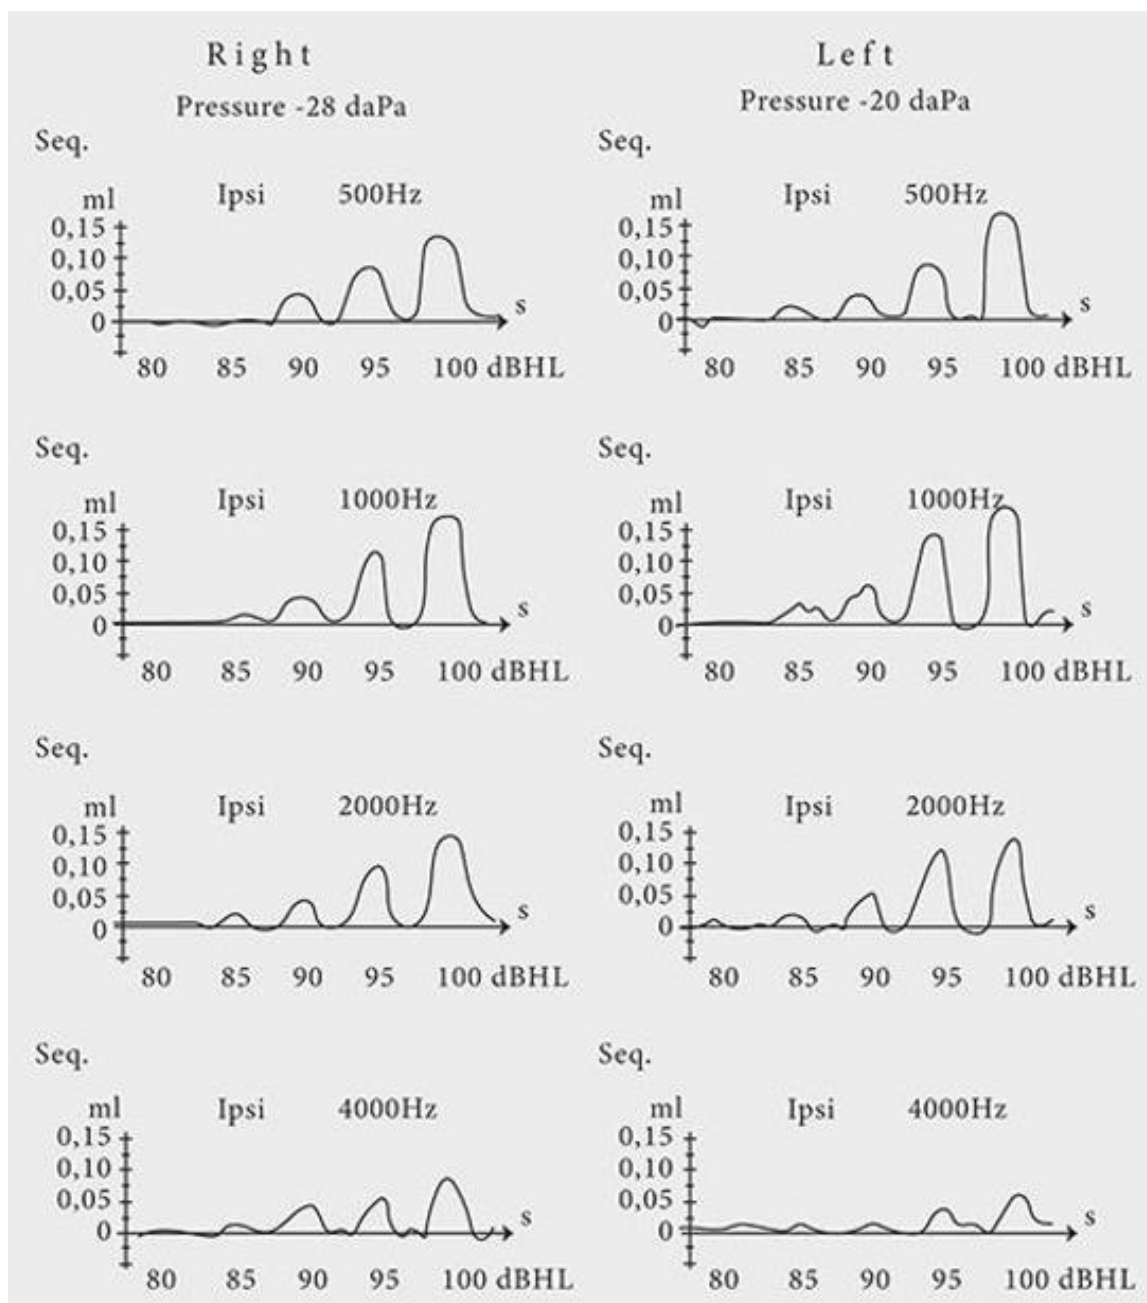 Right
Pressure -28 daPa
Seq.
ml Ipsi 500Hz
0,15
0,10
0,05
0
s
80 85 90 95 100 dBHL
Seq.
ml Ipsi 1000Hz
0,15
0,10
0,05
0
s
80 85 90 95 100 dBHL
Seq.
ml Ipsi 2000Hz
0,15
0,10
0,05
0
s
80 85 90 95 100 dBHL
Seq.
ml Ipsi 4000Hz
0,15
0,10
0,05
0
s
80 85 90 95 100 dBHL
Left
Pressure -20 daPa
Seq.
ml Ipsi 500Hz
0,15
0,10
0,05
0
s
80 85 90 95 100 dBHL
Seq.
ml Ipsi 1000Hz
0,15
0,10
0,05
0
s
80 85 90 95 100 dBHL
Seq.
ml Ipsi 2000Hz
0,15
0,10
0,05
0
s
80 85 90 95 100 dBHL
Seq.
ml Ipsi 4000Hz
0,15
0,10
0,05
0
s
80 85 90 95 100 dBHL